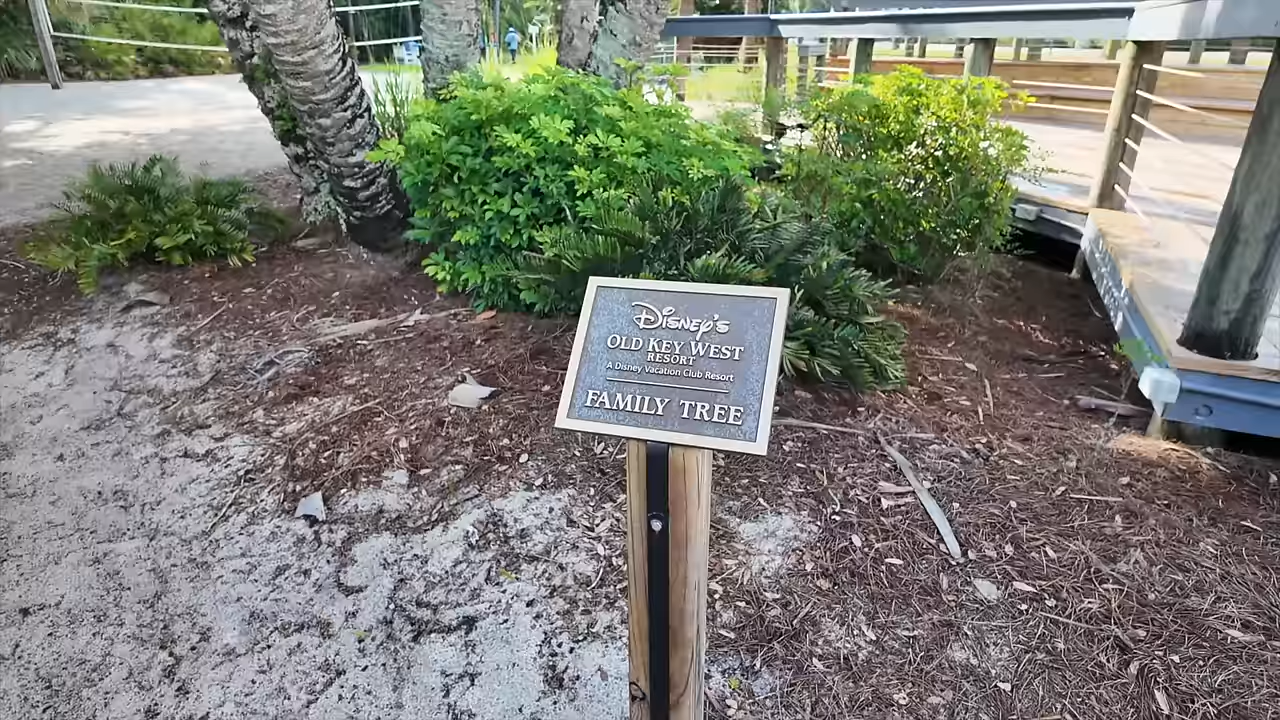 Disney's
OLD KEY WEST
RESORT
A Disney Vacation Club Resort
FAMILY TREE